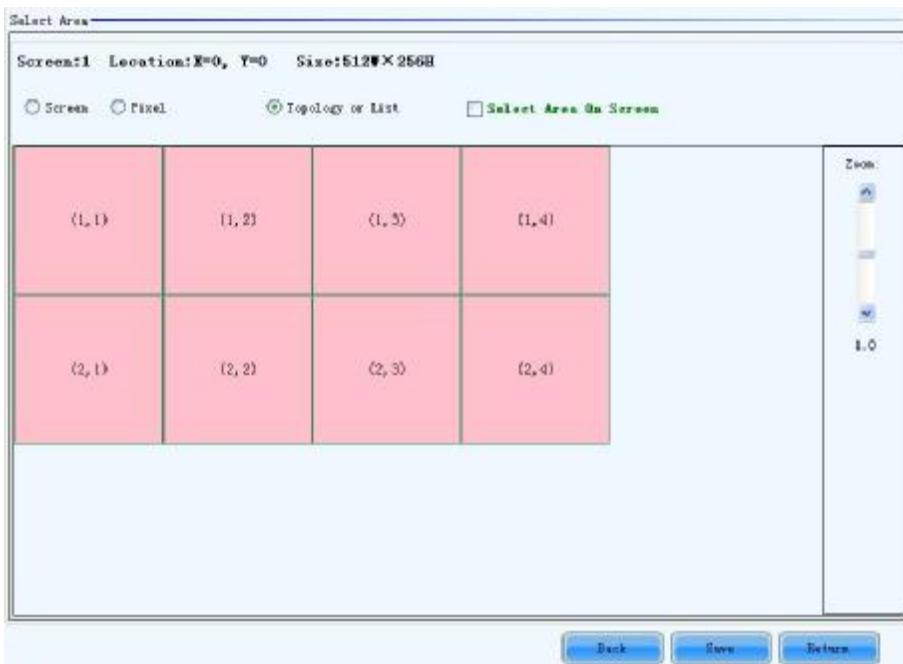 Select Area
Screen:1 Location:X=0, Y=0 Size:512W×256H
Screen Pixel Topology or List Select Area On Screen
Zoom:
(1,1) (1,2) (1,3) (1,4)
1.0
(2,1) (2,2) (2,3) (2,4)
Back Save Return